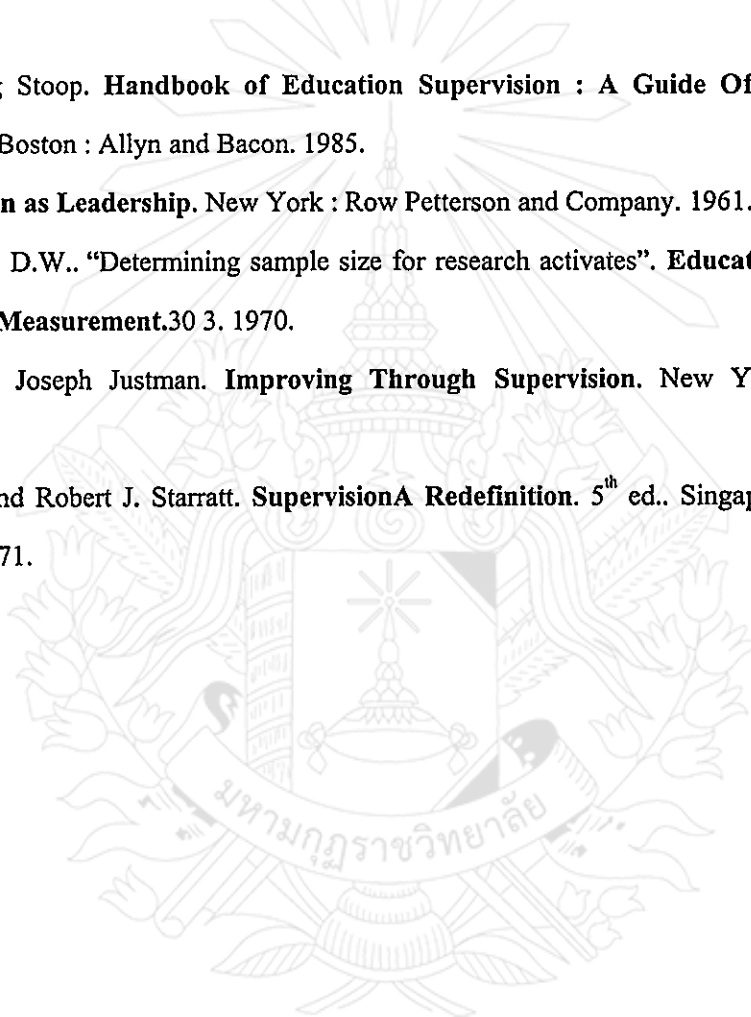 Stoop. Handbook of Education Supervision : A Guide Of
Boston : Allyn and Bacon. 1985.
as Leadership. New York : Row Petterson and Company. 1961.
D.W.. “Determining sample size for research activates”. 
Measurement.30 3. 1970.
Joseph Justman. Improving Through Supervision. New
Robert J. Starratt. SupervisionA Redefinition. 5th ed..
71.
มหามกุฏราชวิทยาลัย